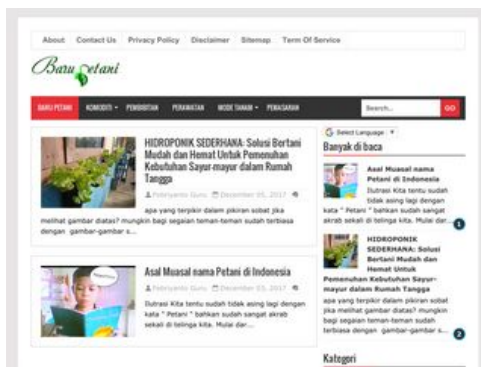 About Contact Us Privacy Policy Disclaimer Sitemap Term Of Service
Baru Petani
BARU PETANI KOMODITI PEMBIBITAN PERAWATAN MODE TANAM PEMASARAN Search... GO
HIDROPONIK SEDERHANA: Solusi Bertani
Mudah dan Hemat Untuk Pemenuhan
Kebutuhan Sayur-mayur dalam Rumah
Tangga
Febriyanto Guru December 05, 2017
apa yang terpikir dalam pikiran sobat jika
melihat gambar diatas? mungkin bagi segaian teman-teman sudah terbiasa
dengan gambar-gambar s...
Asal Muasal nama Petani di Indonesia
Febriyanto Guru December 03, 2017
Ilutrasi Kita tentu sudah tidak asing lagi dengan
kata " Petani " bahkan sudah sangat akrab
sekali di telinga kita. Mulai dar...
G Select Language ▼
Banyak di baca
Asal Muasal nama
Petani di Indonesia
Ilutrasi Kita tentu sudah
tidak asing lagi dengan
kata " Petani " bahkan sudah sangat
akrab sekali di telinga kita. Mulai dar...
1
HIDROPONIK
SEDERHANA: Solusi
Bertani Mudah dan
Hemat Untuk
Pemenuhan Kebutuhan Sayur-
mayur dalam Rumah Tangga
apa yang terpikir dalam pikiran sobat
jika melihat gambar diatas? mungkin
bagi segaian teman-teman sudah
terbiasa dengan gambar-gambar s...
2
Kategori